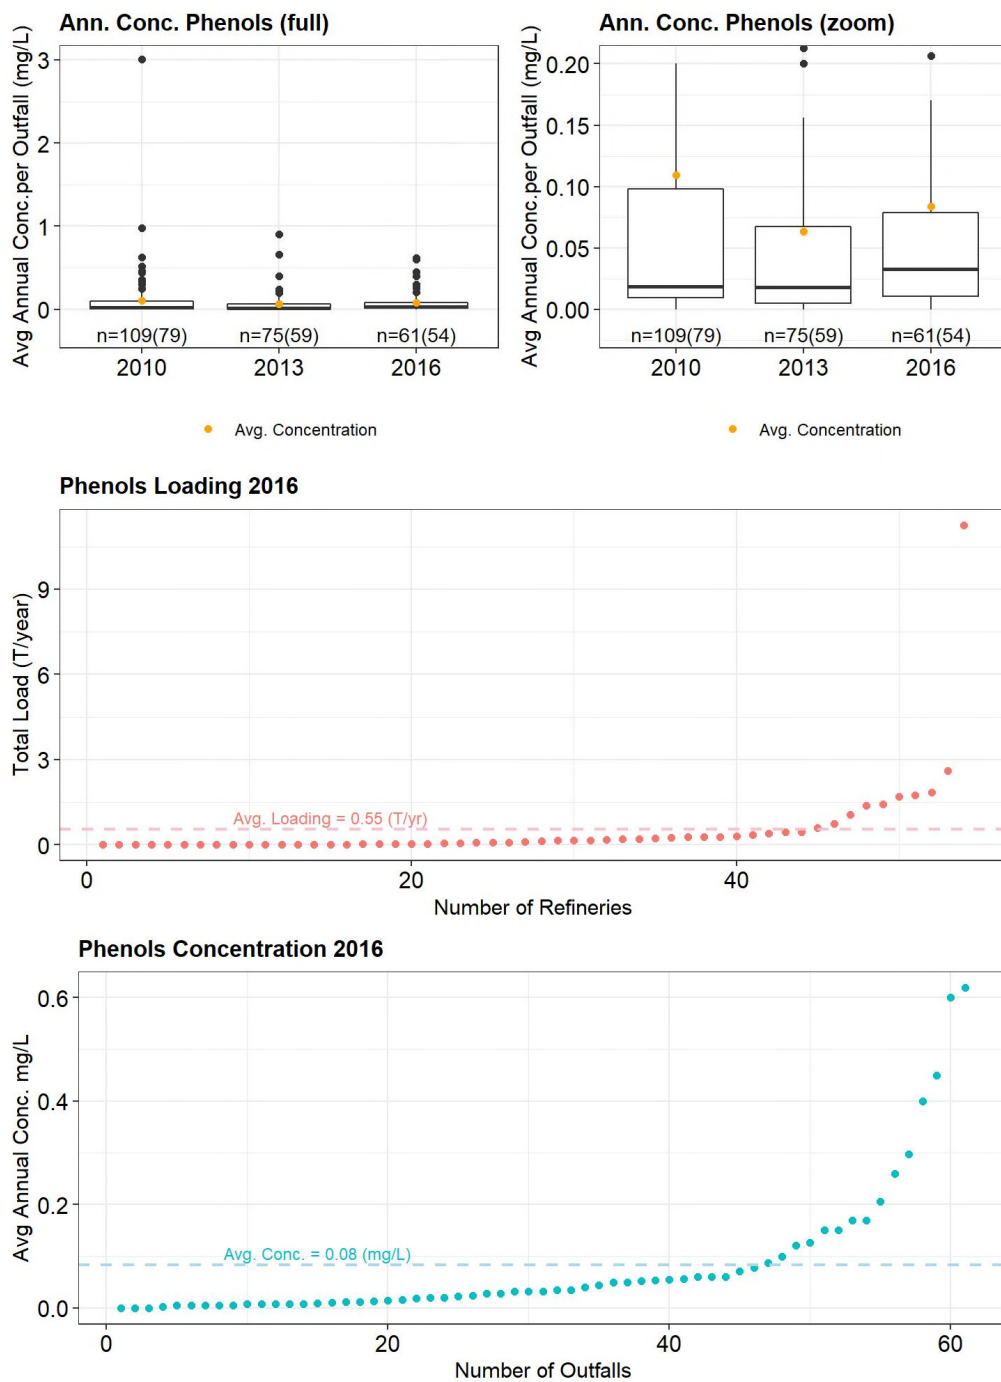 Ann. Conc. Phenols (full)
Avg Annual Conc.per Outfall (mg/L)
3
2
1
0
n=109(79)
n=75(59)
n=61(54)
2010
2013
2016
Avg. Concentration
Ann. Conc. Phenols (zoom)
Avg Annual Conc.per Outfall (mg/L)
0.20
0.15
0.10
0.05
0.00
n=109(79)
n=75(59)
n=61(54)
2010
2013
2016
Avg. Concentration
Phenols Loading 2016
Total Load (T/year)
9
6
3
0
Avg. Loading = 0.55 (T/yr)
0
20
40
Number of Refineries
Phenols Concentration 2016
Avg Annual Conc. mg/L
0.6
0.4
0.2
0.0
Avg. Conc. = 0.08 (mg/L)
0
20
40
60
Number of Outfalls